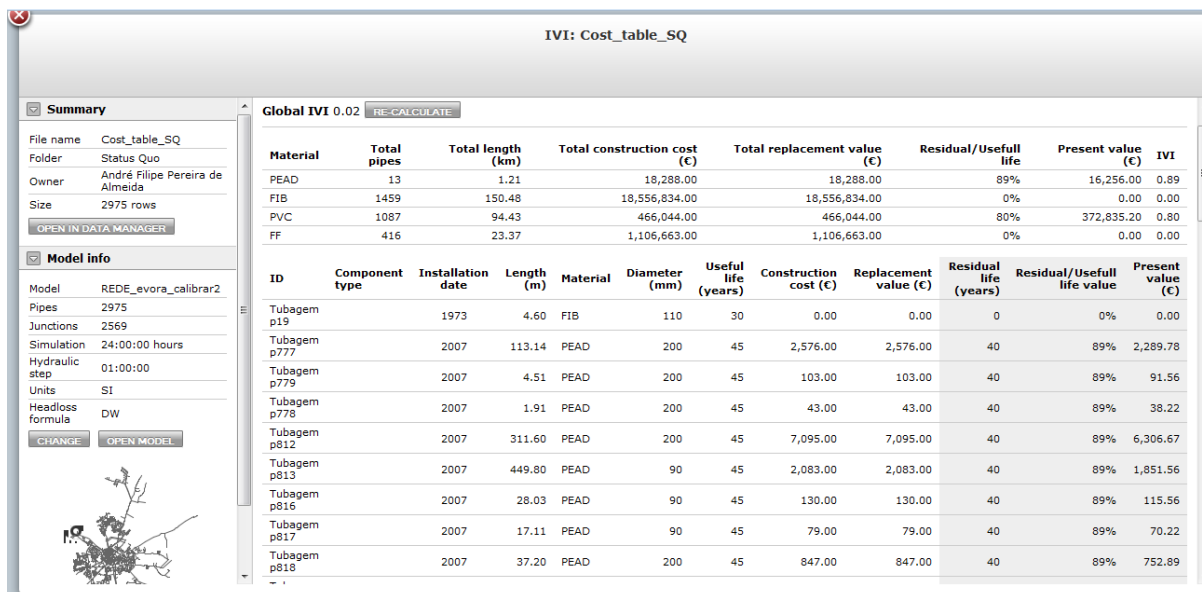 IVI: Cost_table_SQ
Summary
File name Cost_table_SQ
Folder Status Quo
Owner André Filipe Pereira de
Almeida
Size 2975 rows
OPEN IN DATA MANAGER
Model info
Model REDE_evora_calibrar2
Pipes 2975
Junctions 2569
Simulation 24:00:00 hours
Hydraulic
step 01:00:00
Units SI
Headloss
formula DW
CHANGE OPEN MODEL
Global IVI 0.02 RE-CALCULATE
Material Total pipes Total length (km) Total construction cost (€) Total replacement value (€) Residual/Usefull life Present value (€) IVI
PEAD 13 1.21 18,288.00 18,288.00 89% 16,256.00 0.89
FIB 1459 150.48 18,556,834.00 18,556,834.00 0% 0.00 0.00
PVC 1087 94.43 466,044.00 466,044.00 80% 372,835.20 0.80
FF 416 23.37 1,106,663.00 1,106,663.00 0% 0.00 0.00
ID Component type Installation date Length (m) Material Diameter (mm) Useful life (years) Construction cost (€) Replacement value (€) Residual life (years) Residual/Usefull life value Present value (€)
Tubagem p19 1973 4.60 FIB 110 30 0.00 0.00 0 0% 0.00
Tubagem p777 2007 113.14 PEAD 200 45 2,576.00 2,576.00 40 89% 2,289.78
Tubagem p779 2007 4.51 PEAD 200 45 103.00 103.00 40 89% 91.56
Tubagem p778 2007 1.91 PEAD 200 45 43.00 43.00 40 89% 38.22
Tubagem p812 2007 311.60 PEAD 200 45 7,095.00 7,095.00 40 89% 6,306.67
Tubagem p813 2007 449.80 PEAD 90 45 2,083.00 2,083.00 40 89% 1,851.56
Tubagem p816 2007 28.03 PEAD 90 45 130.00 130.00 40 89% 115.56
Tubagem p817 2007 17.11 PEAD 90 45 79.00 79.00 40 89% 70.22
Tubagem p818 2007 37.20 PEAD 200 45 847.00 847.00 40 89% 752.89